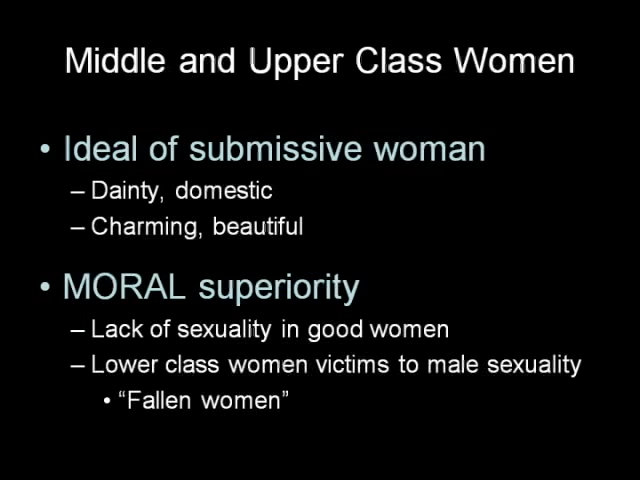 Middle and Upper Class Women
• Ideal of submissive woman
– Dainty, domestic
– Charming, beautiful
• MORAL superiority
– Lack of sexuality in good women
– Lower class women victims to male sexuality
• “Fallen women”